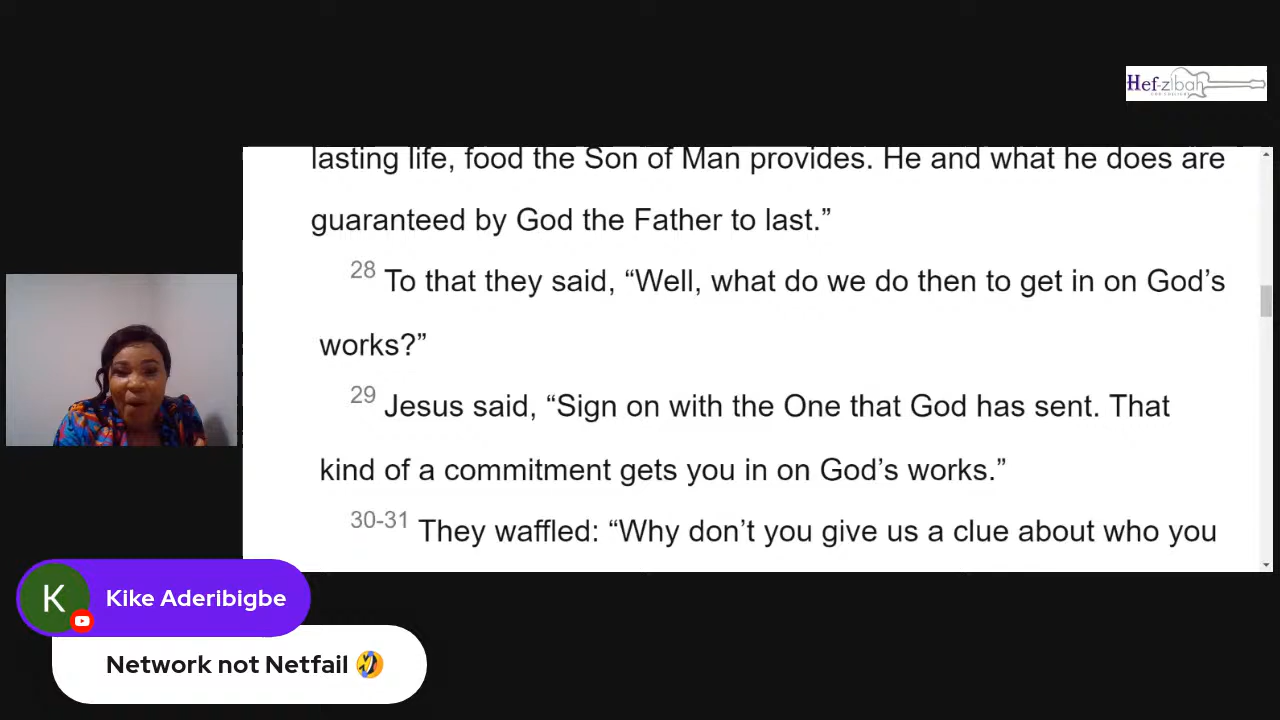 Hef-zibah
lasting life, food the Son of Man provides. He and what he does are
guaranteed by God the Father to last.”
28 To that they said, “Well, what do we do then to get in on God’s
works?”
29 Jesus said, “Sign on with the One that God has sent. That
kind of a commitment gets you in on God’s works.”
30-31 They waffled: “Why don’t you give us a clue about who you
K
Kike Aderibigbe
Network not Netfail 🤣